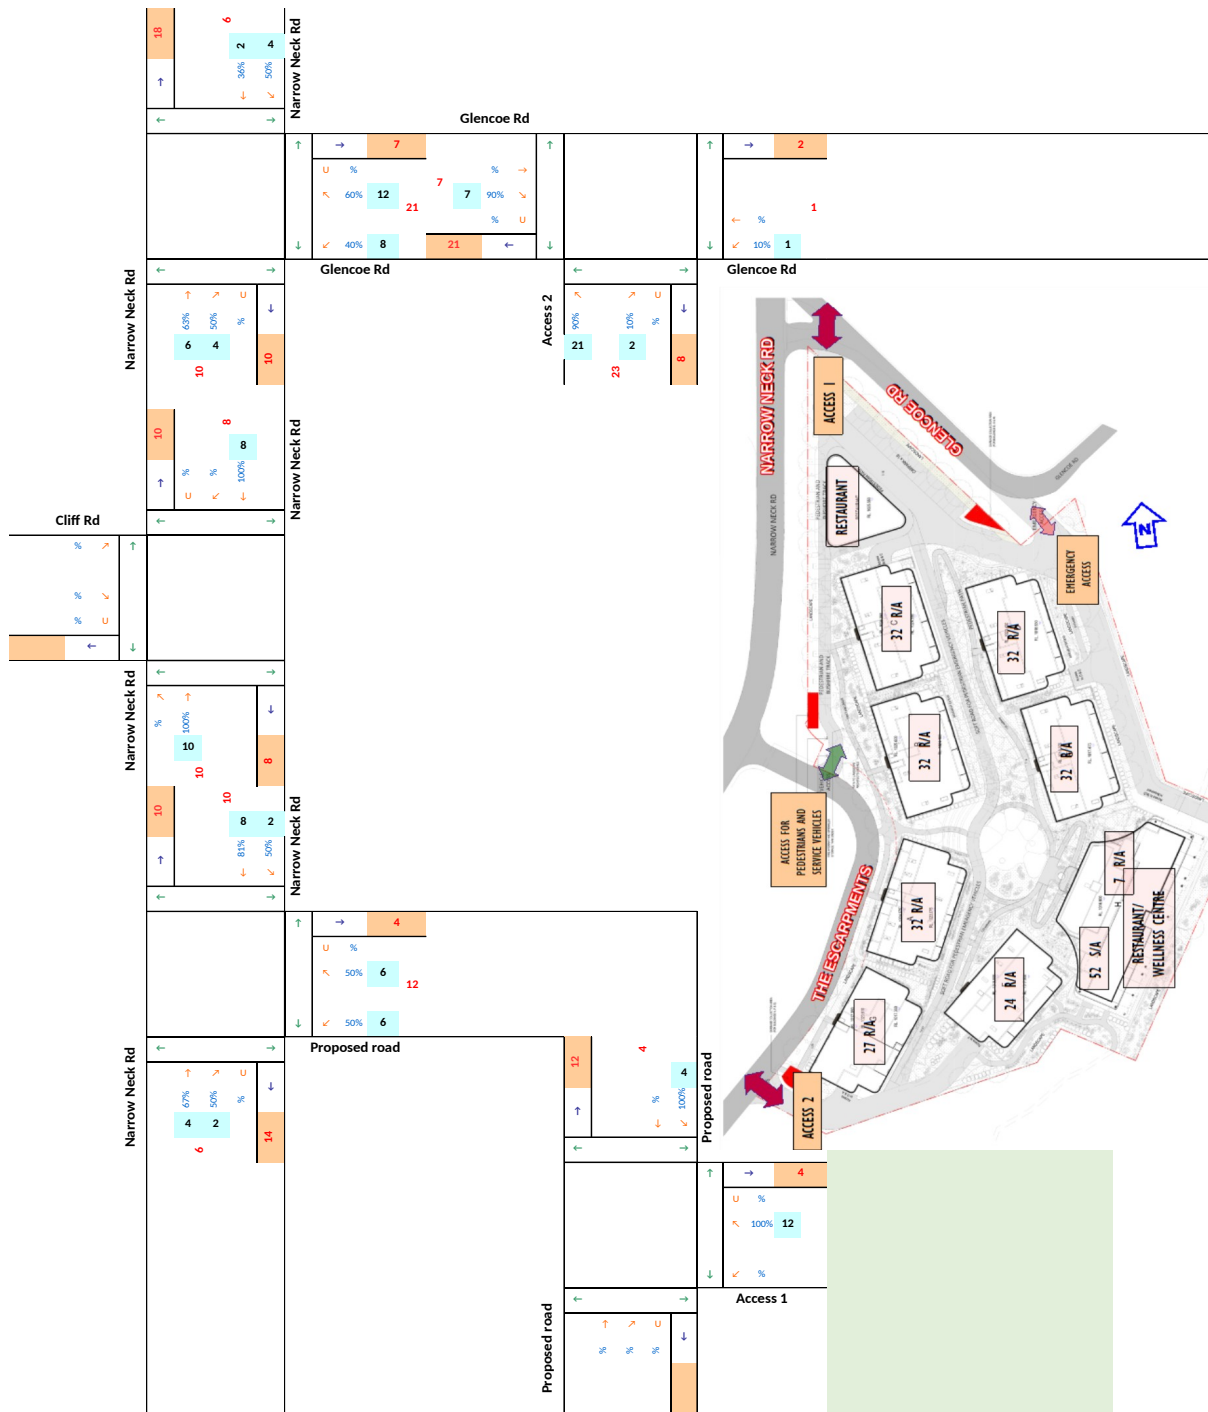 18
6
2
4
36%
50%
↑
↓
↘
Narrow Neck Rd
← →
Glencoe Rd
↑ → 7
U %
↖ 60% 12
21
↓ ↙ 40% 8
7
% →
7 90% ↘
% U
21 ←
↑
↓
↑ → 2
1
← %
↓ ↙ 10% 1
Narrow Neck Rd
← →
Glencoe Rd
Glencoe Rd
↑ ↗ U ↓
63% 50% %
6 4
10
10
Access 2
← →
↖ ↗ U ↓
90% 10% %
21 2
23
8
10
8
8
% % 100%
↑ U ↙ ↓
Narrow Neck Rd
← →
Cliff Rd
% ↗ ↑
% ↘
% U
← ↓
Narrow Neck Rd
← →
↖ ↑ ↓
% 100%
10
10
8
10
10
8 2
81% 50%
↑ ↓ ↘
Narrow Neck Rd
← →
↑ → 4
U %
↖ 50% 6
12
↓ ↙ 50% 6
Proposed road
Narrow Neck Rd
← →
↑ ↗ U ↓
67% 50% %
4 2
6
14
12
4
4
% 100%
↑ ↓ ↘
Proposed road
← →
↑ → 4
U %
↖ 100% 12
↓ ↙ %
Access 1
Proposed road
← →
↑ ↗ U ↓
% % %
NARROW NECK RD
NARROW NECK RD
ACCESS 1
GLENCOE RD
GLENCOE RD
RESTAURANT
N
EMERGENCY
ACCESS
32 R/A
32 R/A
32 R/A
32 R/A
ACCESS FOR
PEDESTRIANS AND
SERVICE VEHICLES
THE ESCARPMENTS
32 R/A
7 R/A
52 S/A
RESTAURANT/
WELLNESS CENTRE
24 R/A
27 R/A
ACCESS 2